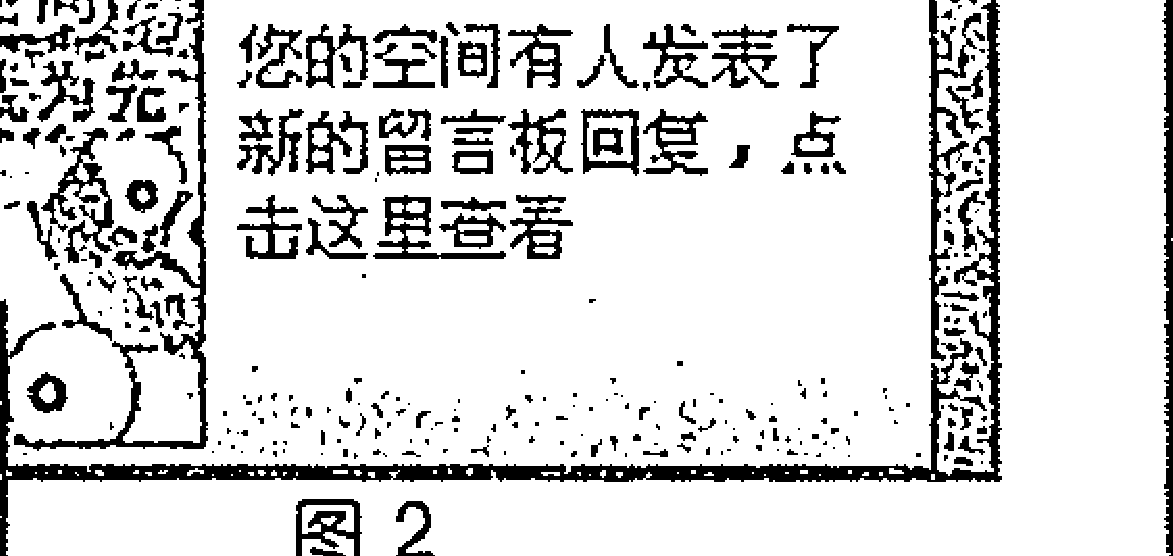 您的空间有人发表了
新的留言板回复，点
击这里查看
图 2